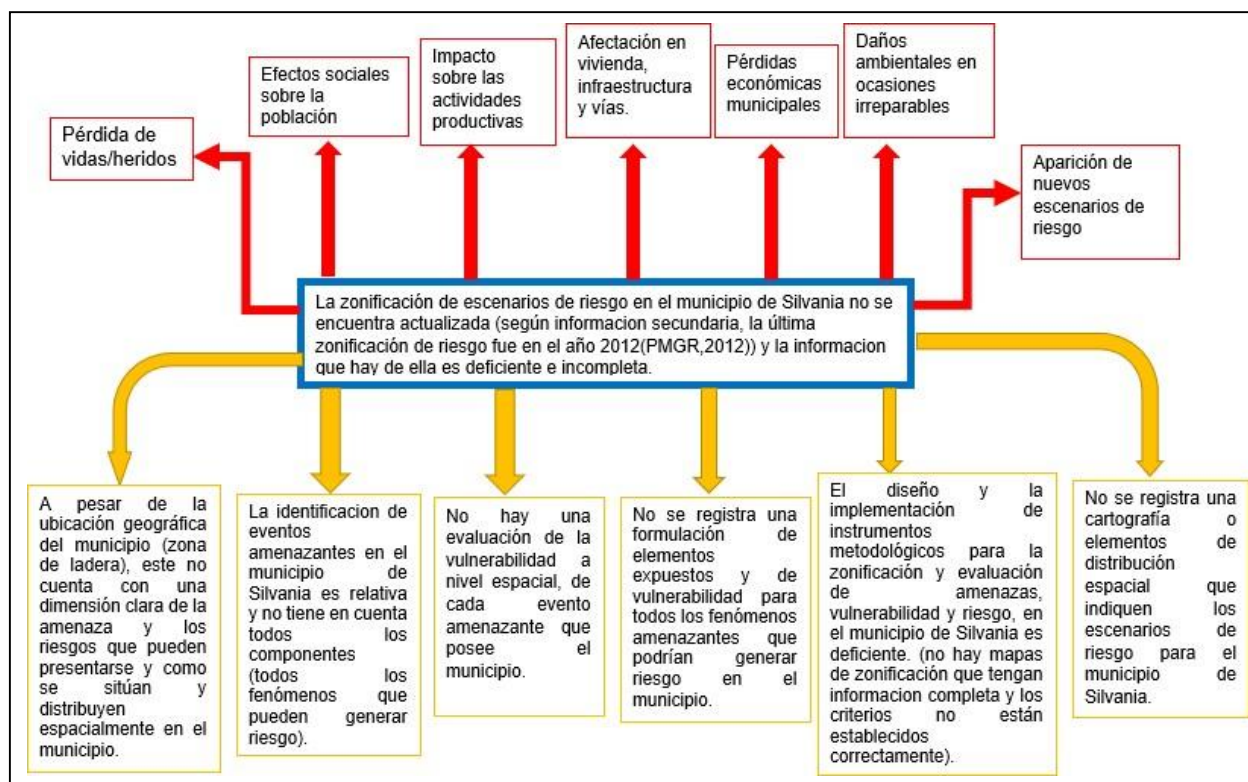 Pérdida de
vidas/heridos
Efectos sociales
sobre la
población
Impacto
sobre las
actividades
productivas
Afectación en
vivienda,
infraestructura
y vías.
Pérdidas
económicas
municipales
Daños
ambientales en
ocasiones
irreparables
Aparición de
nuevos
escenarios de
riesgo
La zonificación de escenarios de riesgo en el municipio de Silvania no se
encuentra actualizada (según informacion secundaria, la última
zonificación de riesgo fue en el año 2012(PMGR,2012)) y la informacion
que hay de ella es deficiente e incompleta.
A pesar de la
ubicación geográfica
del municipio (zona
de ladera), este no
cuenta con una
dimensión clara de la
amenaza y los
riesgos que pueden
presentarse y como
se sitúan y
distribuyen
espacialmente en el
municipio.
La identificacion de
eventos
amenazantes en el
municipio de
Silvania es relativa
y no tiene en cuenta
todos los
componentes
(todos los
fenómenos que
pueden generar
riesgo).
No hay una
evaluación de la
vulnerabilidad a
nivel espacial, de
cada evento
amenazante que
posee el
municipio.
No se registra una
formulación de
elementos
expuestos y de
vulnerabilidad para
todos los fenómenos
amenazantes que
podrían generar
riesgo en el
municipio.
El diseño y la
implementación de
instrumentos
metodológicos para la
zonificación y evaluación
de amenazas,
vulnerabilidad y riesgo, en
el municipio de Silvania es
deficiente. (no hay mapas
de zonificación que tengan
informacion completa y los
criterios no están
establecidos
correctamente).
No se registra una
cartografía o
elementos de
distribución
espacial que
indiquen los
escenarios de
riesgo para el
municipio de
Silvania.